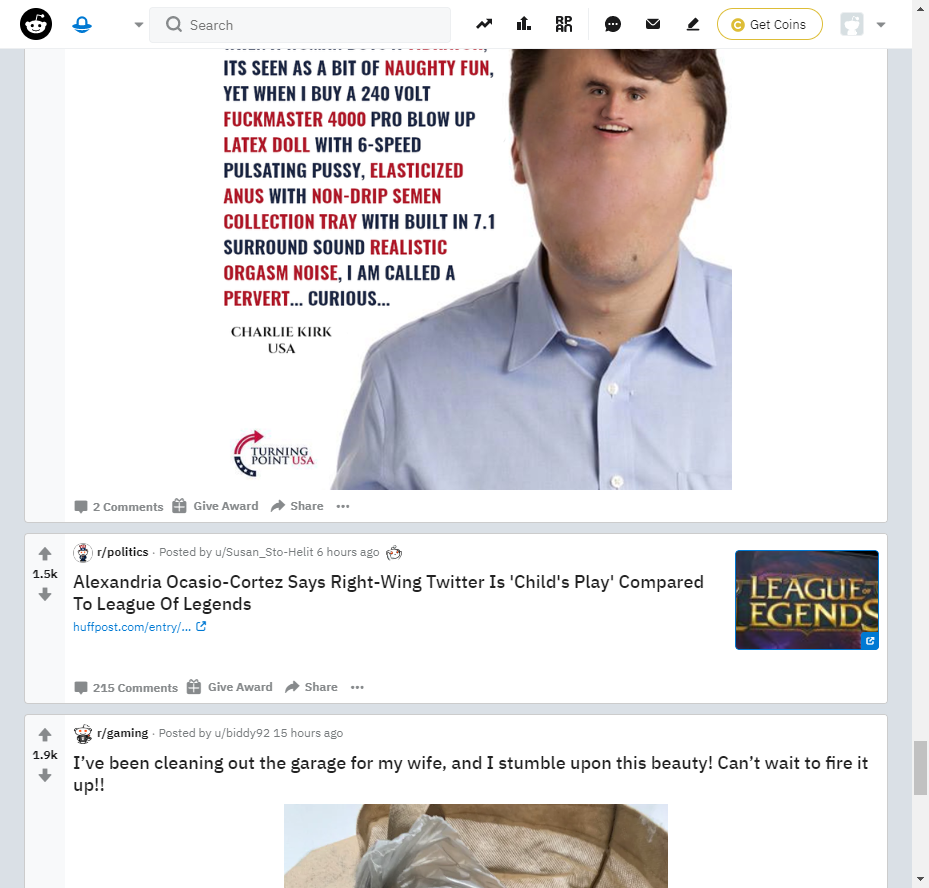 Search
Get Coins
ITS SEEN AS A BIT OF NAUGHTY FUN,
YET WHEN I BUY A 240 VOLT
FUCKMASTER 4000 PRO BLOW UP
LATEX DOLL WITH 6-SPEED
PULSATING PUSSY, ELASTICIZED
ANUS WITH NON-DRIP SEMEN
COLLECTION TRAY WITH BUILT IN 7.1
SURROUND SOUND REALISTIC
ORGASM NOISE, I AM CALLED A
PERVERT... CURIOUS...
CHARLIE KIRK
USA
TURNING
POINT USA
2 Comments Give Award Share
r/politics · Posted by u/Susan_Sto-Helit 6 hours ago
1.5k
Alexandria Ocasio-Cortez Says Right-Wing Twitter Is 'Child's Play' Compared
To League Of Legends
huffpost.com/entry/...
LEAGUE OF
LEGENDS
215 Comments Give Award Share
r/gaming · Posted by u/biddy92 15 hours ago
1.9k
I’ve been cleaning out the garage for my wife, and I stumble upon this beauty! Can’t wait to fire it
up!!